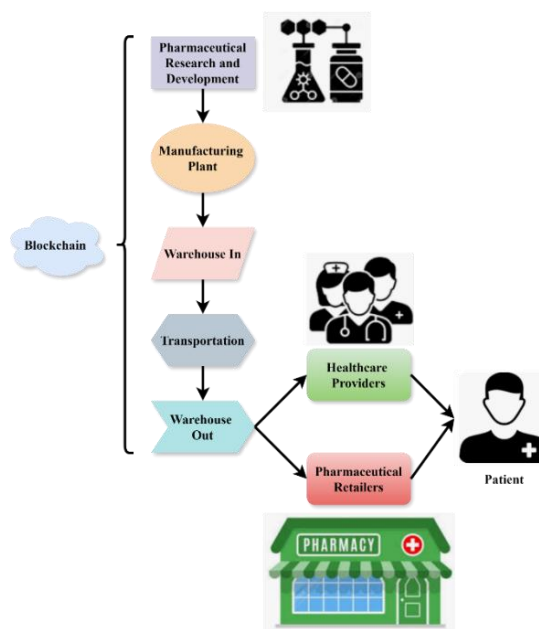 Pharmaceutical
Research and
Development
Manufacturing
Plant
Blockchain
Warehouse In
Transportation
Healthcare
Providers
Warehouse
Out
Pharmaceutical
Retailers
Patient
PHARMACY